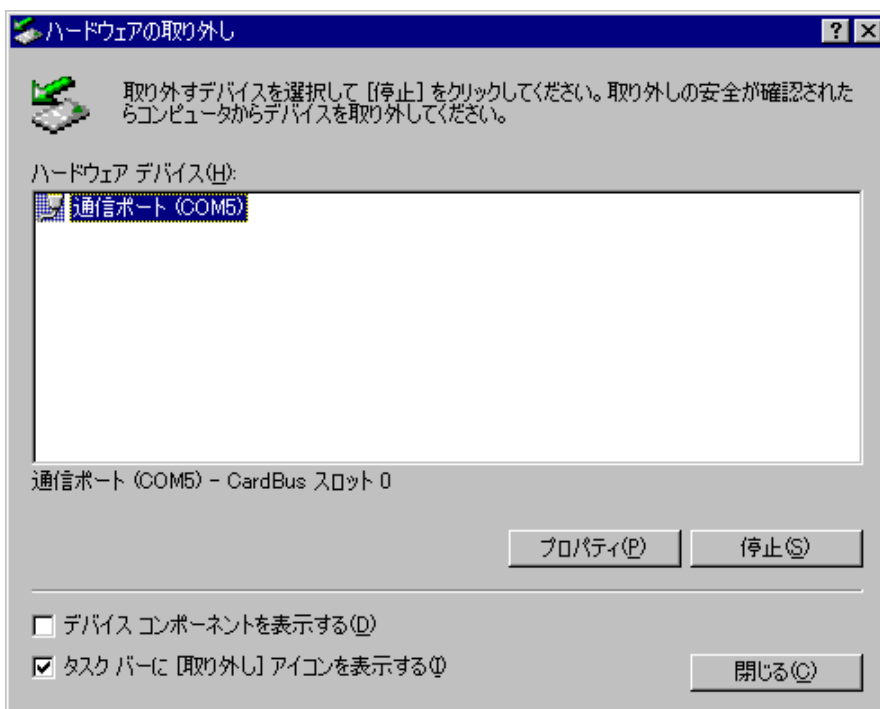 ハードウェアの取り外し
取り外すデバイスを選択して [停止] をクリックしてください。取り外しの安全が確認された
らコンピュータからデバイスを取り外してください。
ハードウェア デバイス(H):
通信ポート (COM5)
通信ポート (COM5) - CardBus スロット 0
プロパティ(P)
停止(S)
デバイス コンポーネントを表示する(D)
タスク バーに [取り外し] アイコンを表示する(I)
閉じる(C)